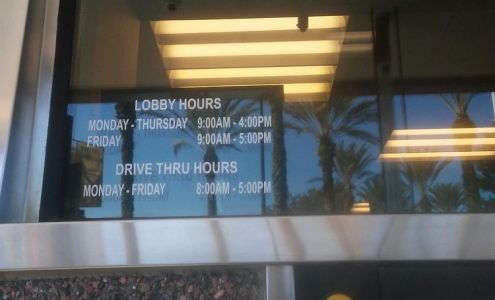 LOBBY HOURS
MONDAY - THURSDAY 9:00AM - 4:00PM
FRIDAY 9:00AM - 5:00PM
DRIVE THRU HOURS
MONDAY - FRIDAY 8:00AM - 5:00PM